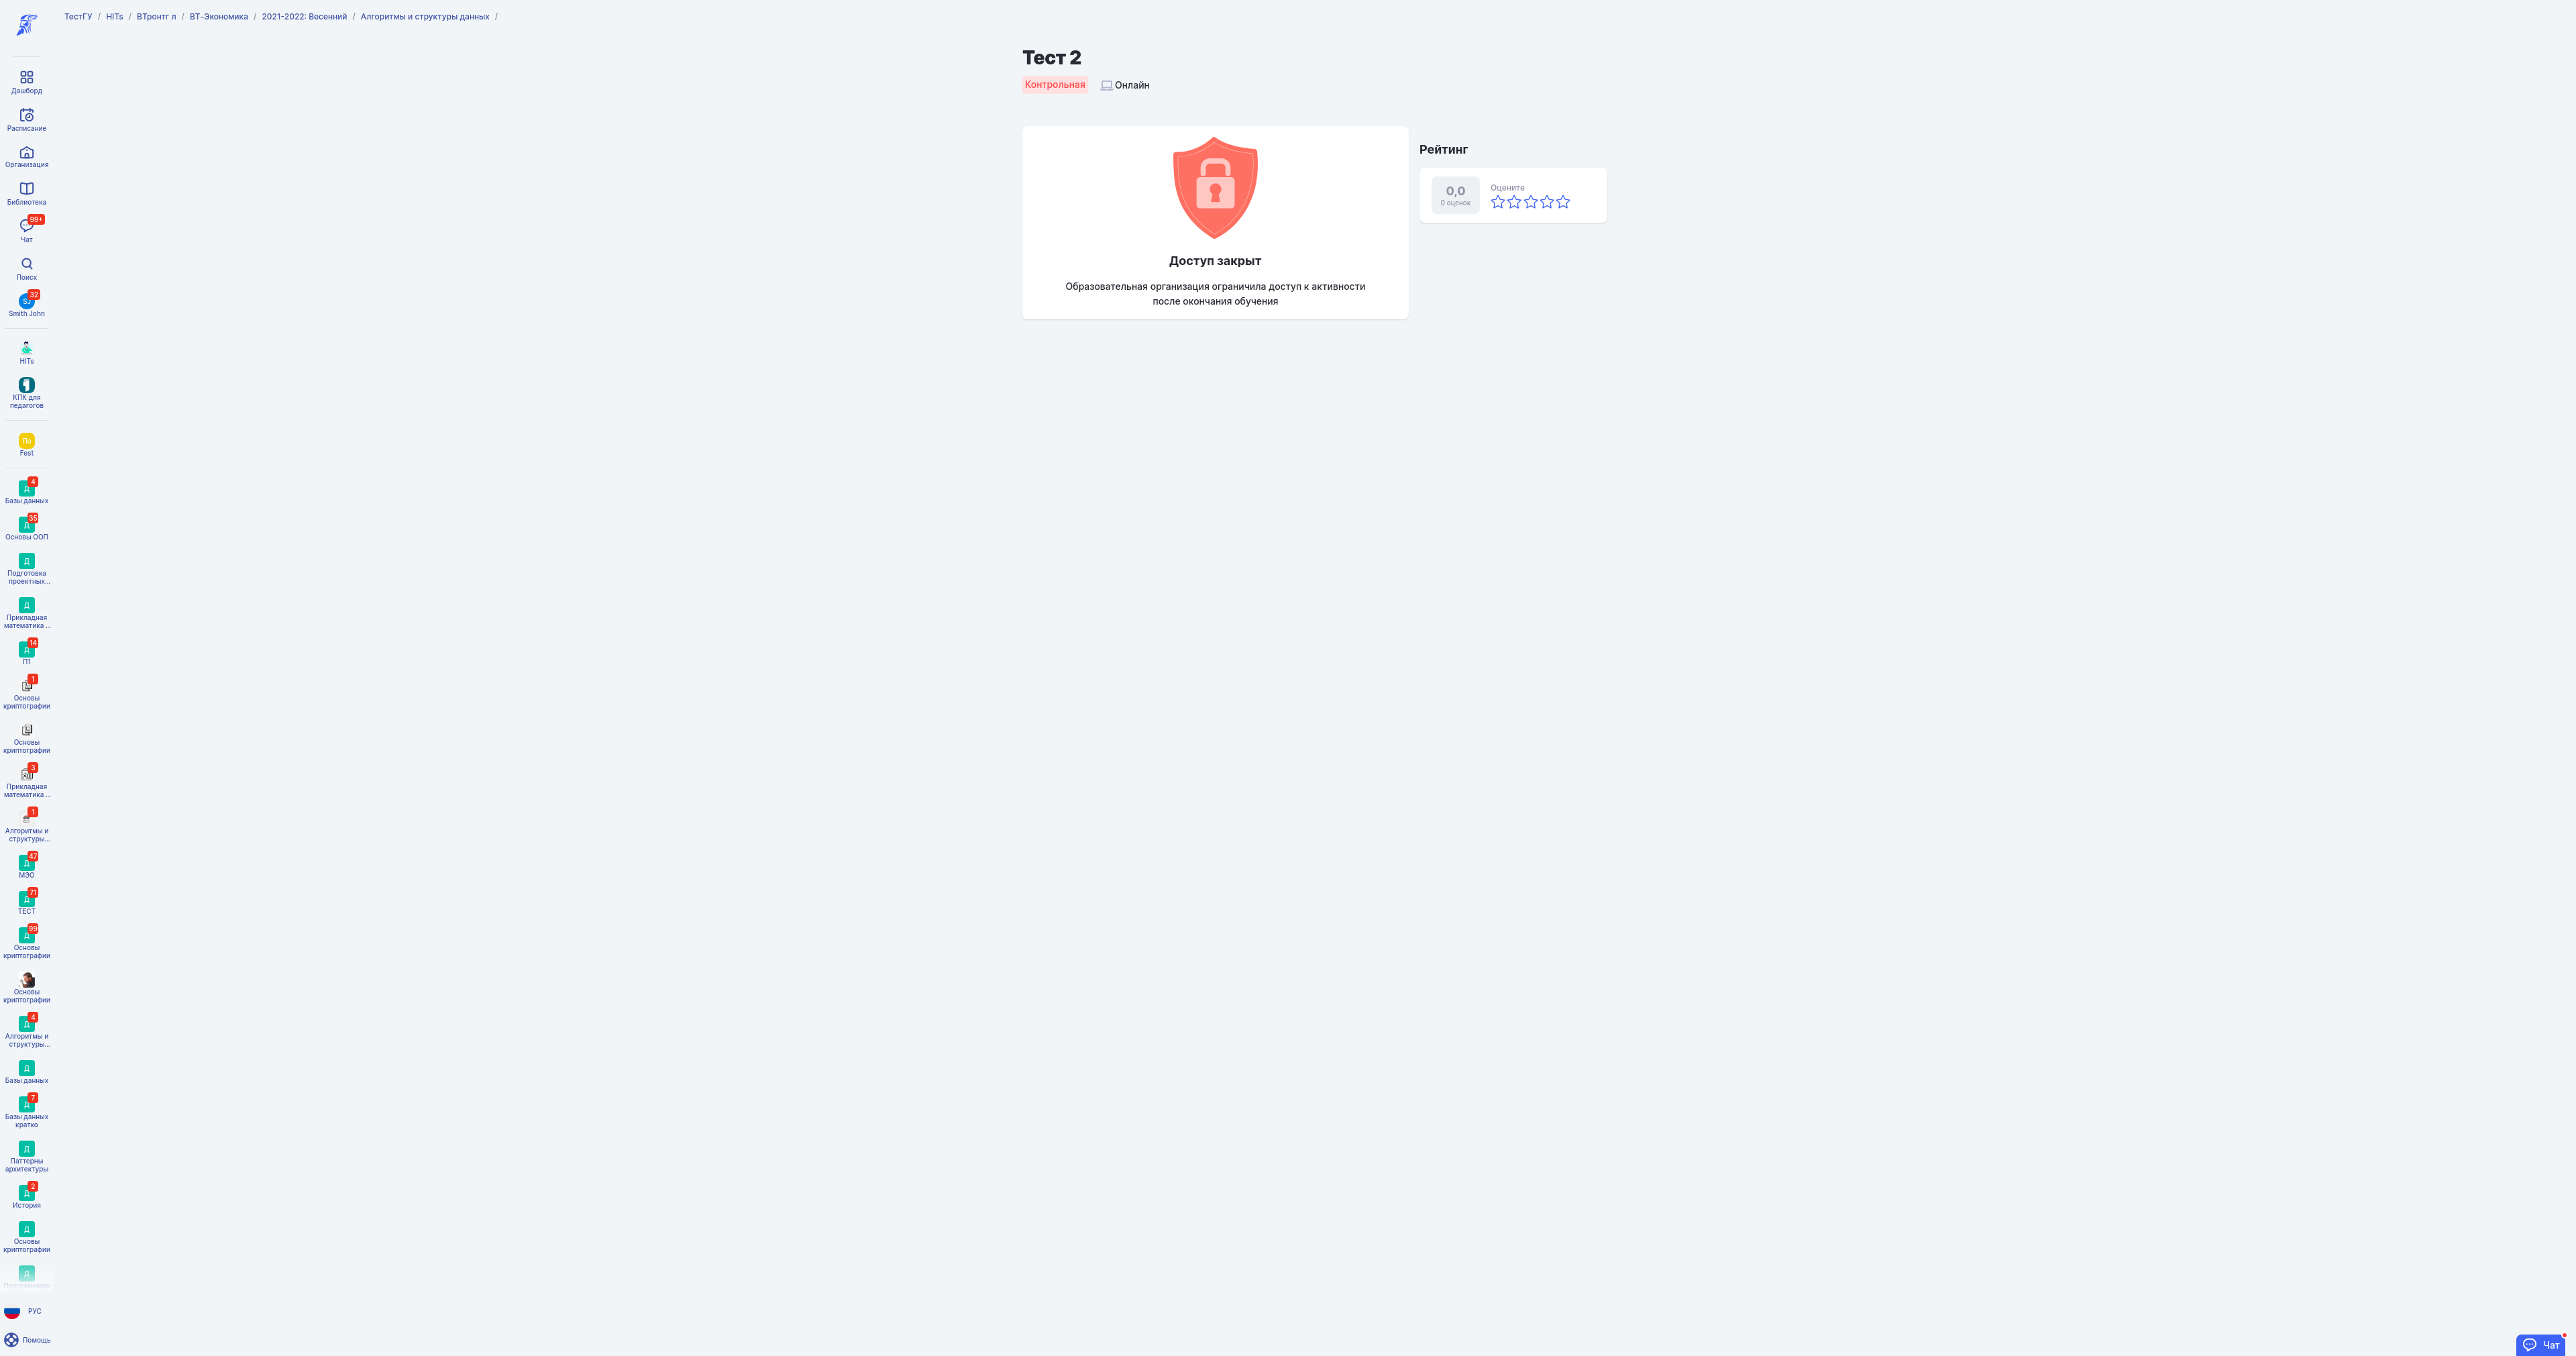 ТестГУ / HITs / ВТронтг л / ВТ-Экономика / 2021-2022: Весенний / Алгоритмы и структуры данных /
Дашборд
Расписание
Организация
Библиотека
99+
Чат
Поиск
32
SJ
Smith John
HITs
КПК для
педагогов
Па
Fest
4
Д
Базы данных
35
Д
Основы ООП
Д
Подготовка
проектных...
Д
Прикладная
математика ...
14
Д
П1
1
Основы
криптографии
Основы
криптографии
3
Прикладная
математика ...
1
Алгоритмы и
структуры...
47
Д
МЭО
71
Д
ТЕСТ
99
Д
Основы
криптографии
Основы
криптографии
4
Д
Алгоритмы и
структуры...
Д
Базы данных
7
Д
Базы данных
кратко
Д
Паттерны
архитектуры
2
Д
История
Д
Основы
криптографии
Д
РУС
Помощь
Тест 2
Контрольная
Онлайн
Доступ закрыт
Образовательная организация ограничила доступ к активности
после окончания обучения
Рейтинг
0,0
0 оценок
Оцените
Чат